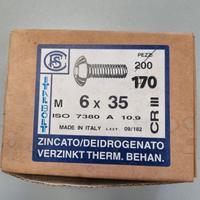 PEZZI
200
170
ITALBOLT
M 6 x 35
CR III
ISO 7380 A 10.9
MADE IN ITALY LSET 09/182
ZINCATO/DEIDROGENATO
VERZINKT THERM. BEHAN.